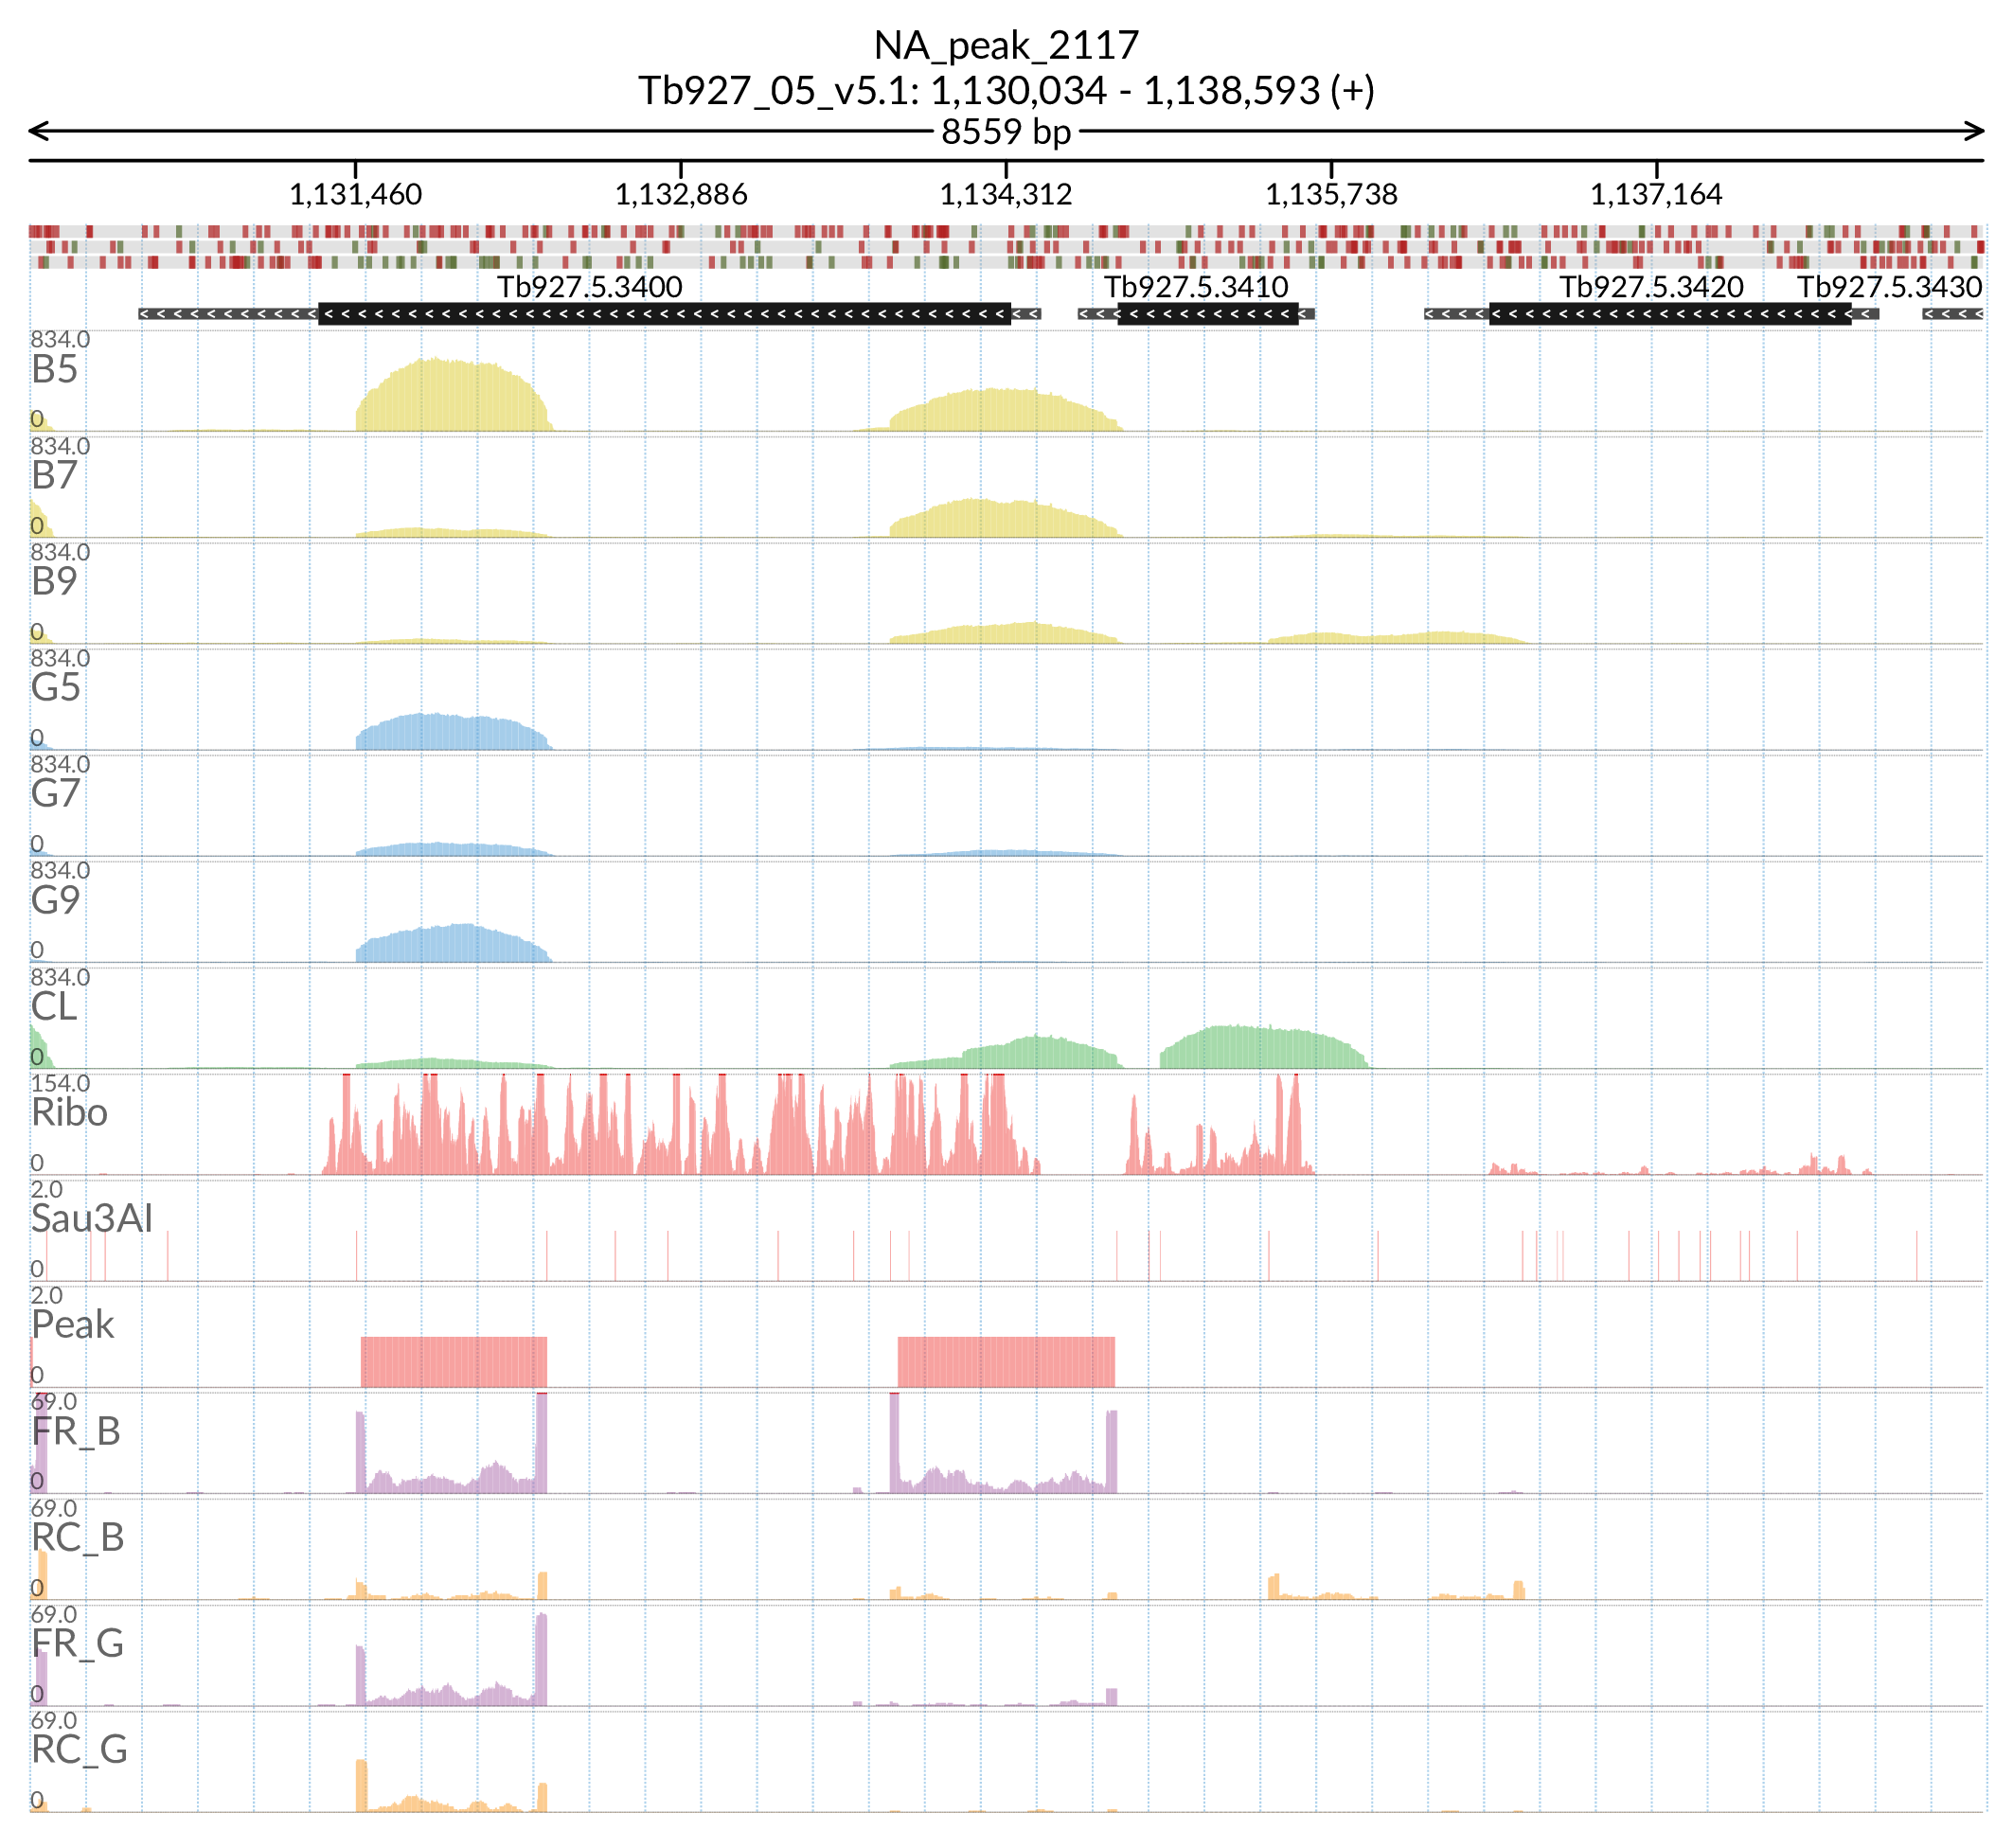 NA_peak_2117
Tb927_05_v5.1: 1,130,034 - 1,138,593 (+)
8559 bp
1,131,460 1,132,886 1,134,312 1,135,738 1,137,164
Tb927.5.3400 Tb927.5.3410 Tb927.5.3420 Tb927.5.3430
834.0
B5
0
834.0
B7
0
834.0
B9
0
834.0
G5
0
834.0
G7
0
834.0
G9
0
834.0
CL
0
154.0
Ribo
0
2.0
Sau3AI
0
2.0
Peak
0
69.0
FR_B
0
69.0
RC_B
0
69.0
FR_G
0
69.0
RC_G
0